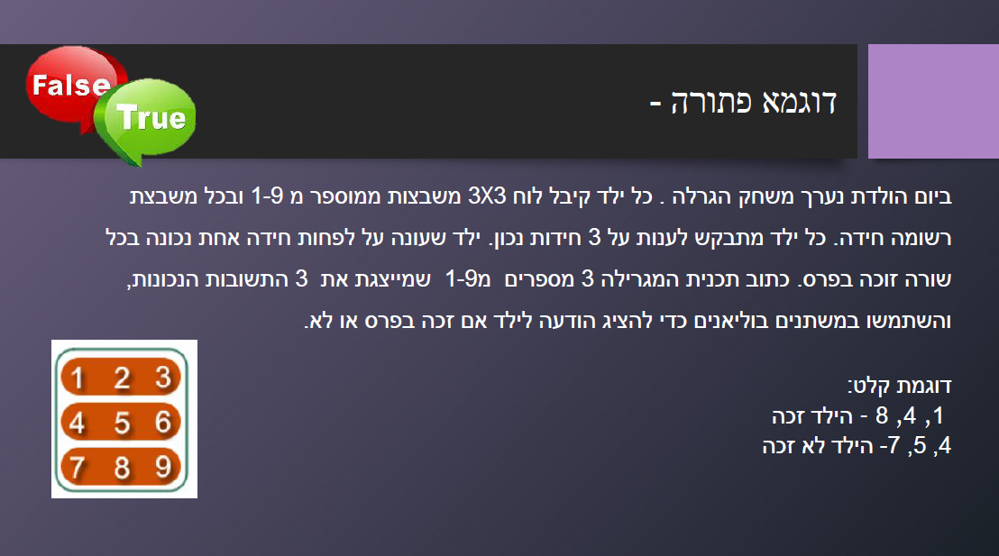 False
True
דוגמא פתורה -
ביום הולדת נערך משחק הגרלה . כל ילד קיבל לוח 3X3 משבצות ממוספר מ 1-9 ובכל משבצת
רשומה חידה. כל ילד מתבקש לענות על 3 חידות נכון. ילד שעונה על לפחות חידה אחת נכונה בכל
שורה זוכה בפרס. כתוב תכנית המגרילה 3 מספרים מ1-9 שמייצגת את 3 התשובות הנכונות,
והשתמשו במשתנים בוליאנים כדי להציג הודעה לילד אם זכה בפרס או לא.
דוגמת קלט:
1, 4, 8 - הילד זכה
4, 5, 7- הילד לא זכה
1 2 3
4 5 6
7 8 9